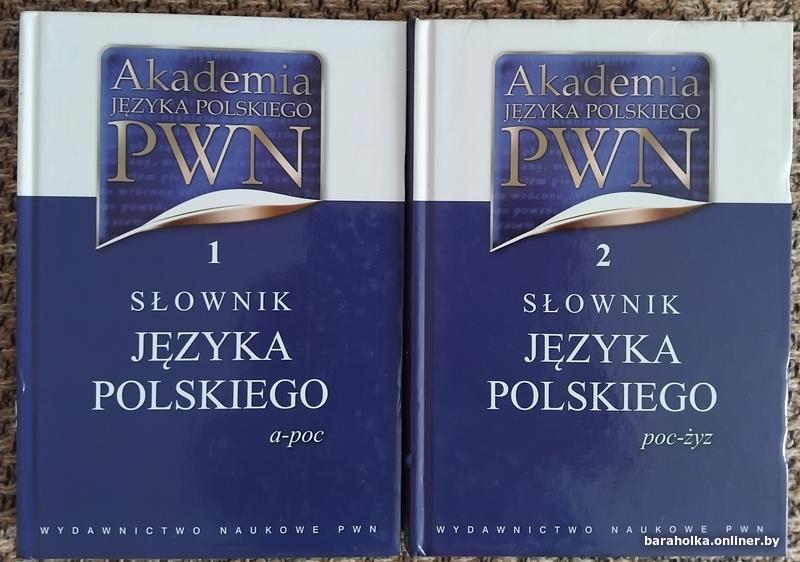 Akademia
JĘZYKA POLSKIEGO
PWN
1
SŁOWNIK
JĘZYKA
POLSKIEGO
a-poc
WYDAWNICTWO NAUKOWE PWN
Akademia
JĘZYKA POLSKIEGO
PWN
2
SŁOWNIK
JĘZYKA
POLSKIEGO
poc-żyz
WYDAWNICTWO NAUKOWE PWN
baraholka.onliner.by